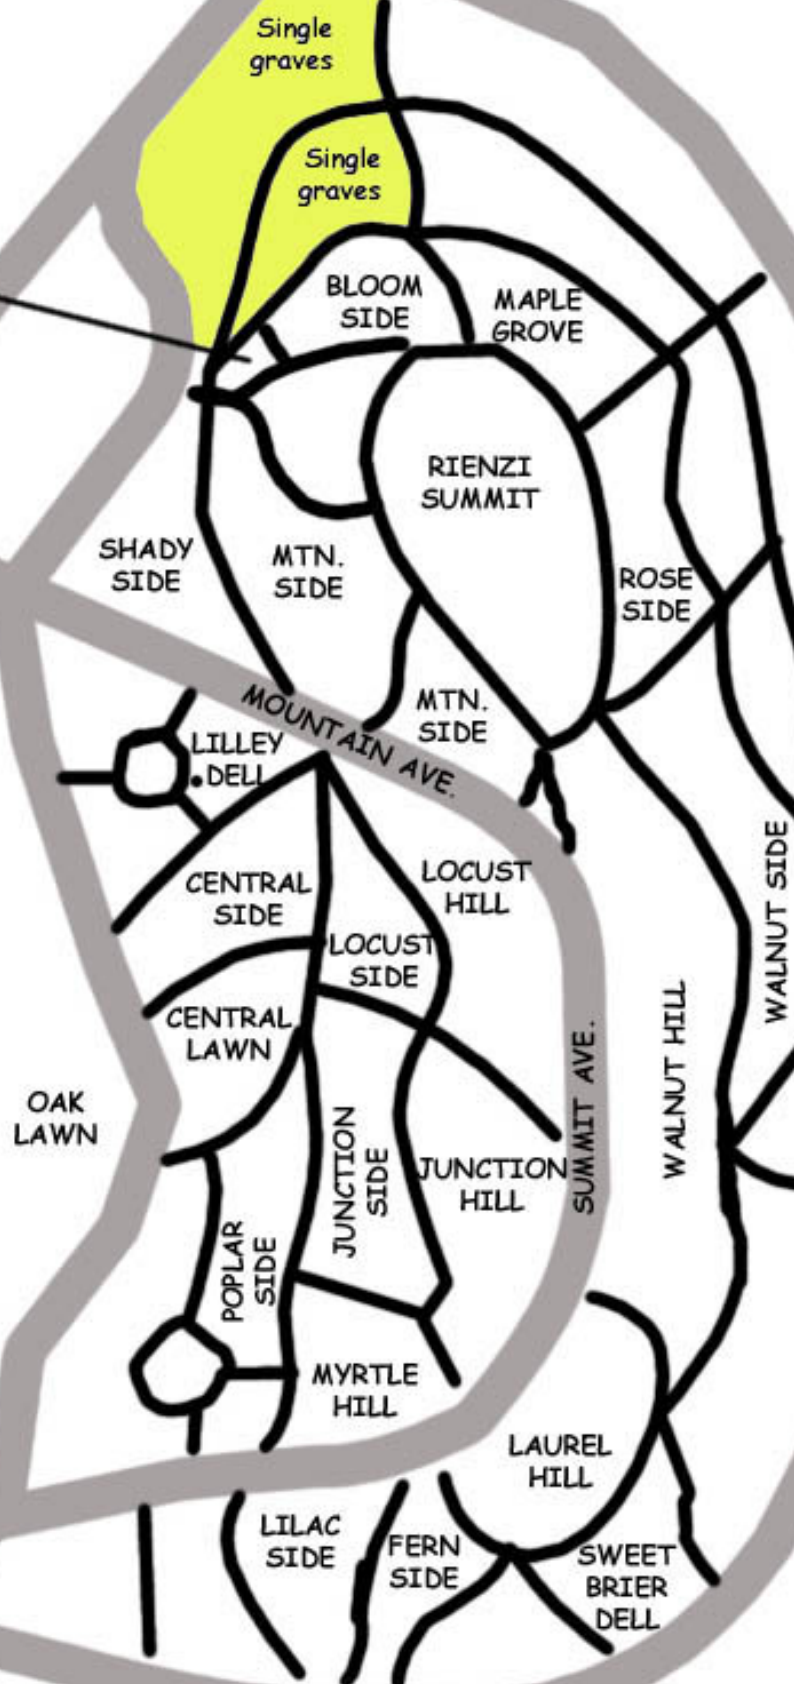 Single
graves
Single
graves
BLOOM
SIDE
MAPLE
GROVE
RIENZI
SUMMIT
SHADY
SIDE
MTN.
SIDE
ROSE
SIDE
MTN.
SIDE
MOUNTAIN AVE.
LILLEY
DELL
CENTRAL
SIDE
LOCUST
HILL
WALNUT SIDE
LOCUST
SIDE
CENTRAL
LAWN
WALNUT HILL
SUMMIT AVE.
OAK
LAWN
JUNCTION
SIDE
JUNCTION
HILL
POPLAR
SIDE
MYRTLE
HILL
LAUREL
HILL
LILAC
SIDE
FERN
SIDE
SWEET
BRIER
DELL